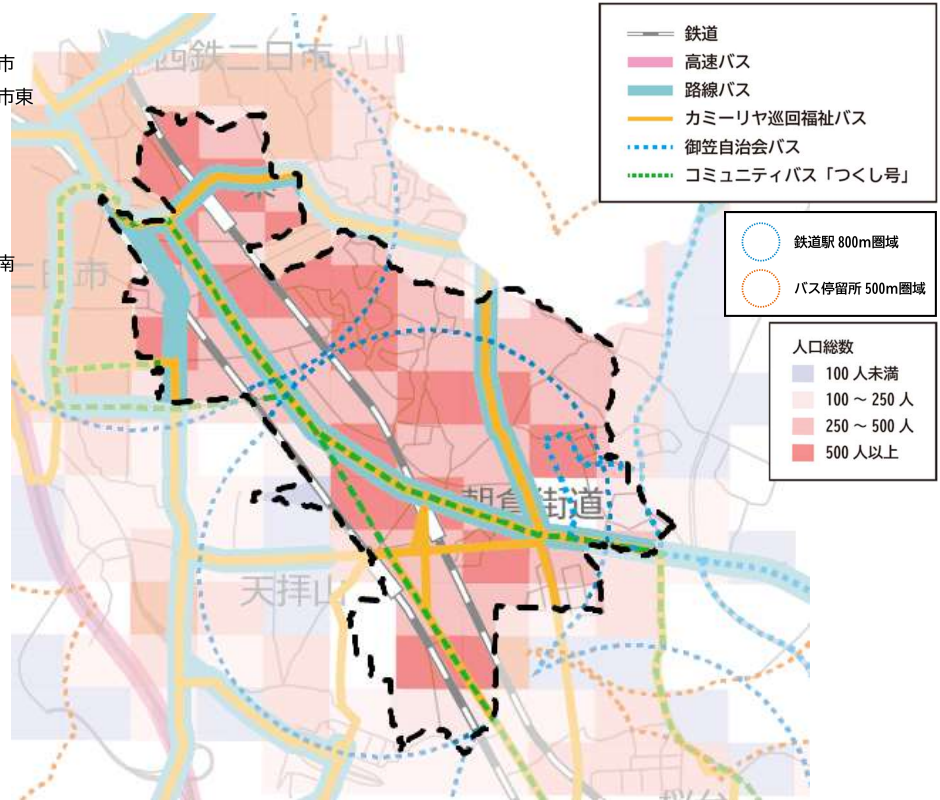 市
市東
南
西鉄二日市
紫
二日市
朝倉街道
天拝山
桜台
鉄道
高速バス
路線バス
カミーリヤ巡回福祉バス
御笠自治会バス
コミュニティバス「つくし号」
鉄道駅 800m圏域
バス停留所 500m圏域
人口総数
100 人未満
100 ～ 250 人
250 ～ 500 人
500 人以上